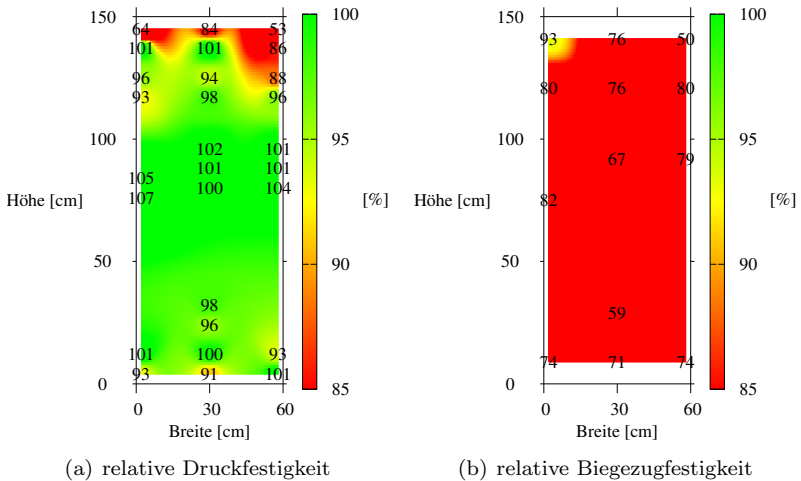 150
64 84 53
101 101 86
96 94 88
93 98 96
100
102 101
101 101
105
100 104
107
Höhe [cm]
50
98
96
101 100 93
93 91 101
0
0 30 60
Breite [cm]
100
95
[%]
90
85
(a) relative Druckfestigkeit
150
93 76 50
80 76 80
100
67 79
82
Höhe [cm]
50
59
74 71 74
0
0 30 60
Breite [cm]
100
95
[%]
90
85
(b) relative Biegezugfestigkeit